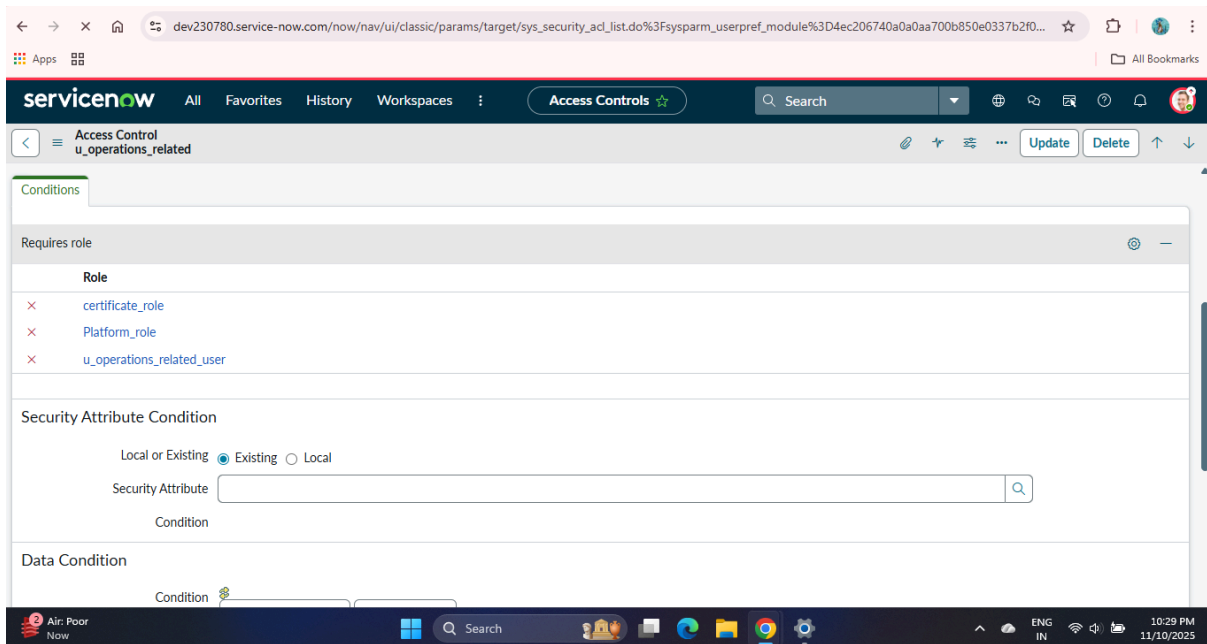 dev230780.service-now.com/now/nav/ui/classic/params/target/sys_security_acl_list.do%3Fsysparm_userpref_module%3D4ec206740a0a0aa700b850e0337b2f0...
Apps
All Bookmarks
servicenow All Favorites History Workspaces Access Controls Search
Access Control
u_operations_related
Update Delete
Conditions
Requires role
Role
certificate_role
Platform_role
u_operations_related_user
Security Attribute Condition
Local or Existing Existing Local
Security Attribute
Condition
Data Condition
Condition
2 Air: Poor
Now
Search
ENG
IN
10:29 PM
11/10/2025